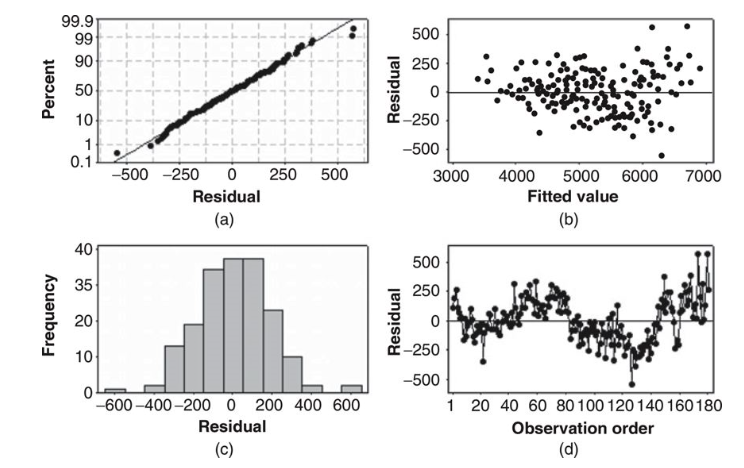 99.9
99
90
50
10
1
0.1
Percent
−500 −250 0 250 500
Residual
(a)
500
250
0
−250
−500
Residual
3000 4000 5000 6000 7000
Fitted value
(b)
40
35
20
10
0
Frequency
−600 −400 −200 0 200 400 600
Residual
(c)
500
250
0
−250
−500
Residual
1 20 40 60 80 100 120 140 160 180
Observation order
(d)